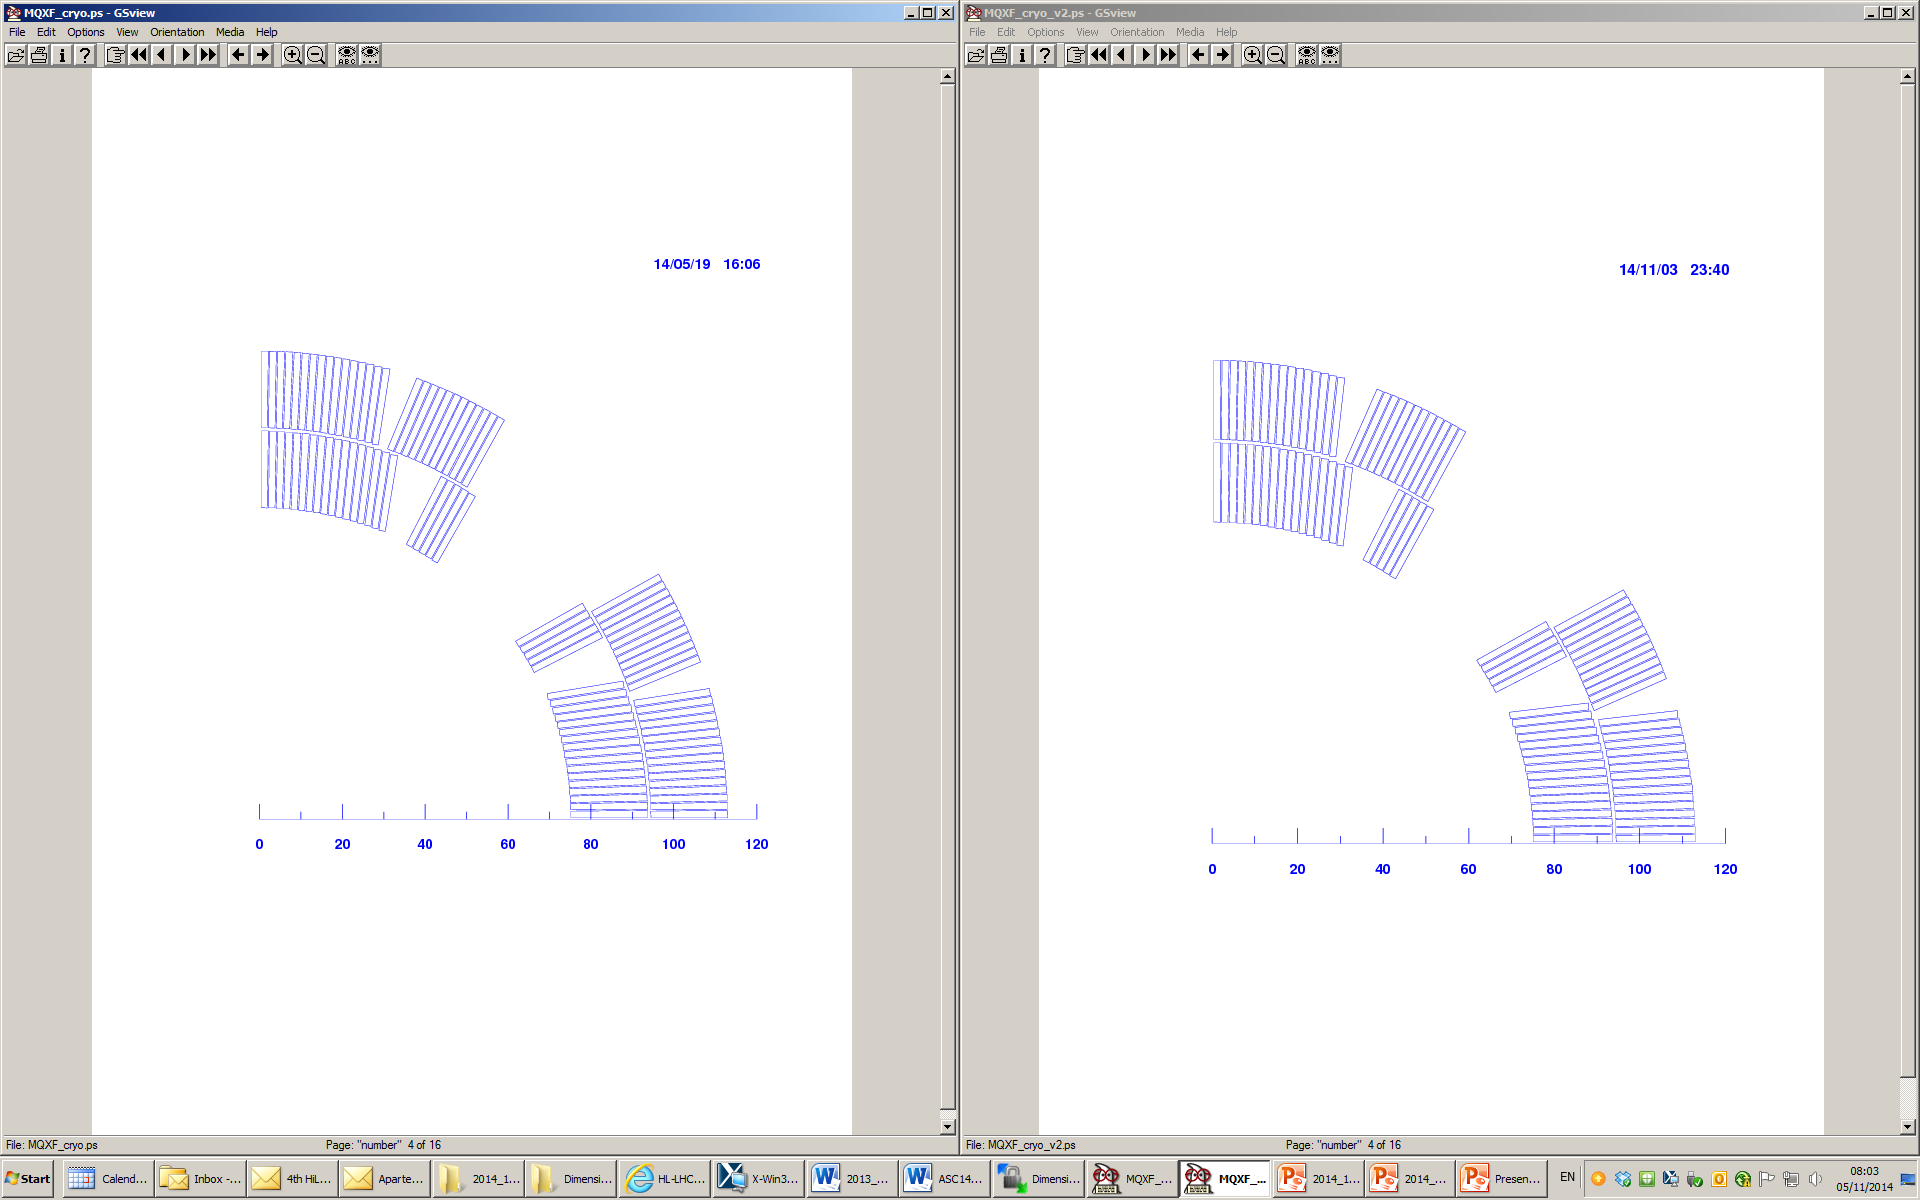 MQXF_cryo.ps - GSview
File Edit Options View Orientation Media Help
ABC
14/05/19 16:06
0 20 40 60 80 100 120
File: MQXF_cryo.ps Page: "number" 4 of 16
MQXF_cryo_v2.ps - GSview
File Edit Options View Orientation Media Help
ABC
14/11/03 23:40
0 20 40 60 80 100 120
File: MQXF_cryo_v2.ps Page: "number" 4 of 16
Start Calend... Inbox -... 4th HiL... Aparte... 2014_1... Dimensi... HL-LHC... X-Win3... 2013_... ASC14... Dimensi... MQXF_... MQXF_... 2014_1... 2014_... Presen... EN 08:03
05/11/2014